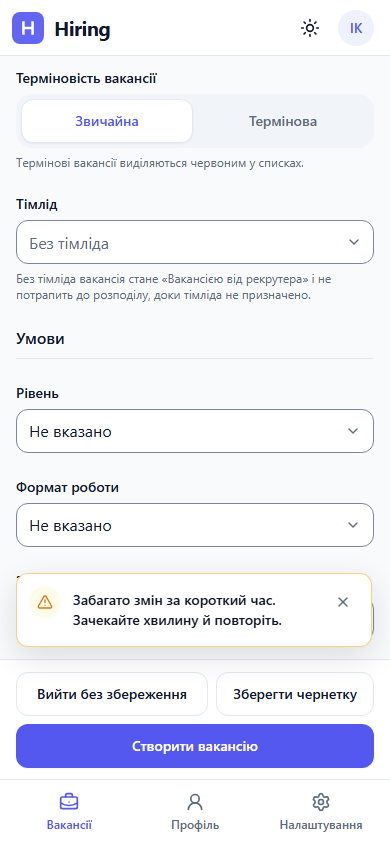 H Hiring
ІК
Терміновість вакансії
Звичайна
Термінова
Термінові вакансії виділяються червоним у списках.
Тімлід
Без тімліда
Без тімліда вакансія стане «Вакансією від рекрутера» і не
потрапить до розподілу, доки тімліда не призначено.
Умови
Рівень
Не вказано
Формат роботи
Не вказано
Забагато змін за короткий час.
Зачекайте хвилину й повторіть.
Вийти без збереження
Зберегти чернетку
Створити вакансію
Вакансії
Профіль
Налаштування